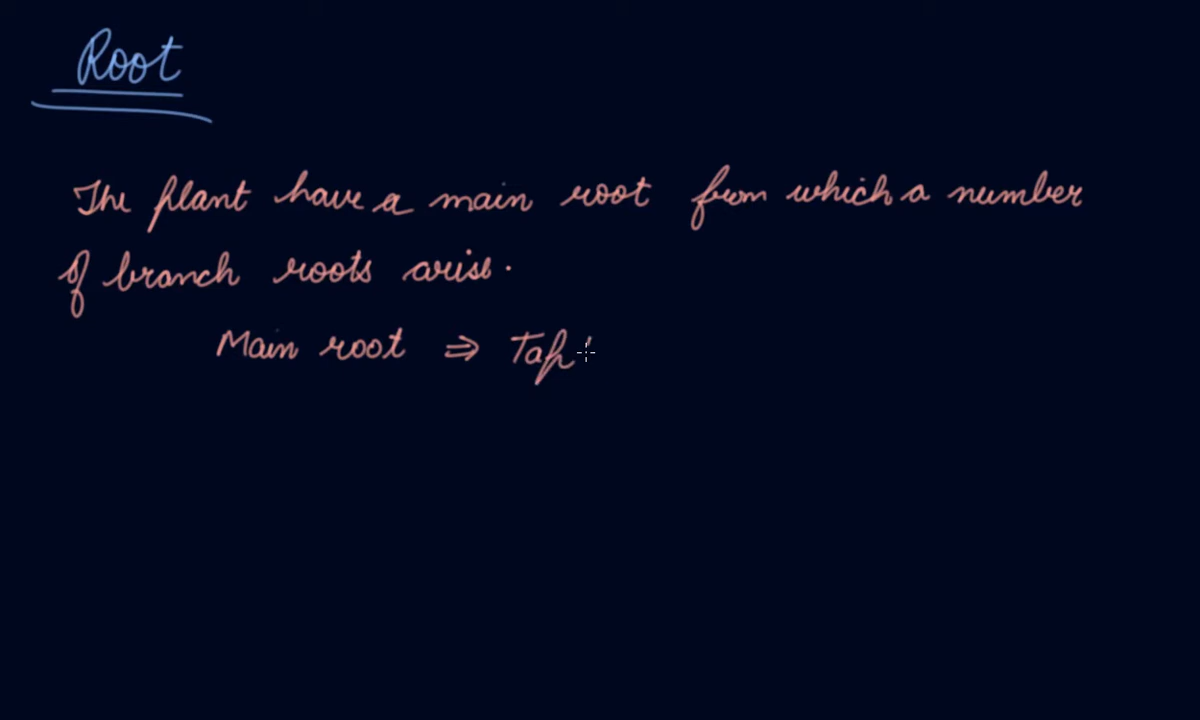 Root
The plant have a main root from which a number
of branch roots arise.
Main root ⇒ Tap